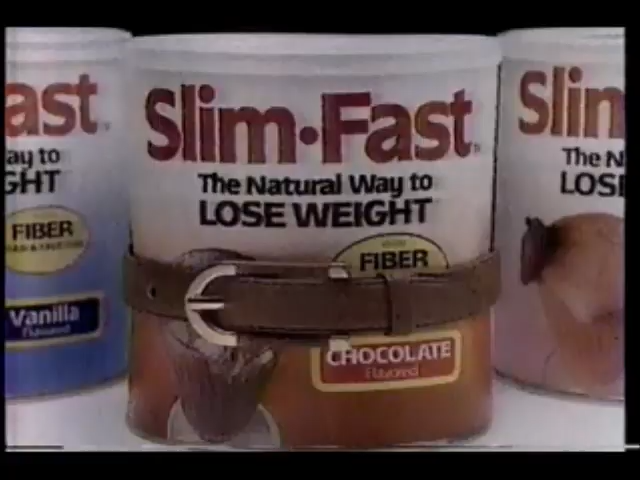 ast
ay to
GHT
FIBER
Vanilla
Flavored
Slim·Fast
The Natural Way to
LOSE WEIGHT
FIBER
CHOCOLATE
Flavored
Slim
The N
LOSE